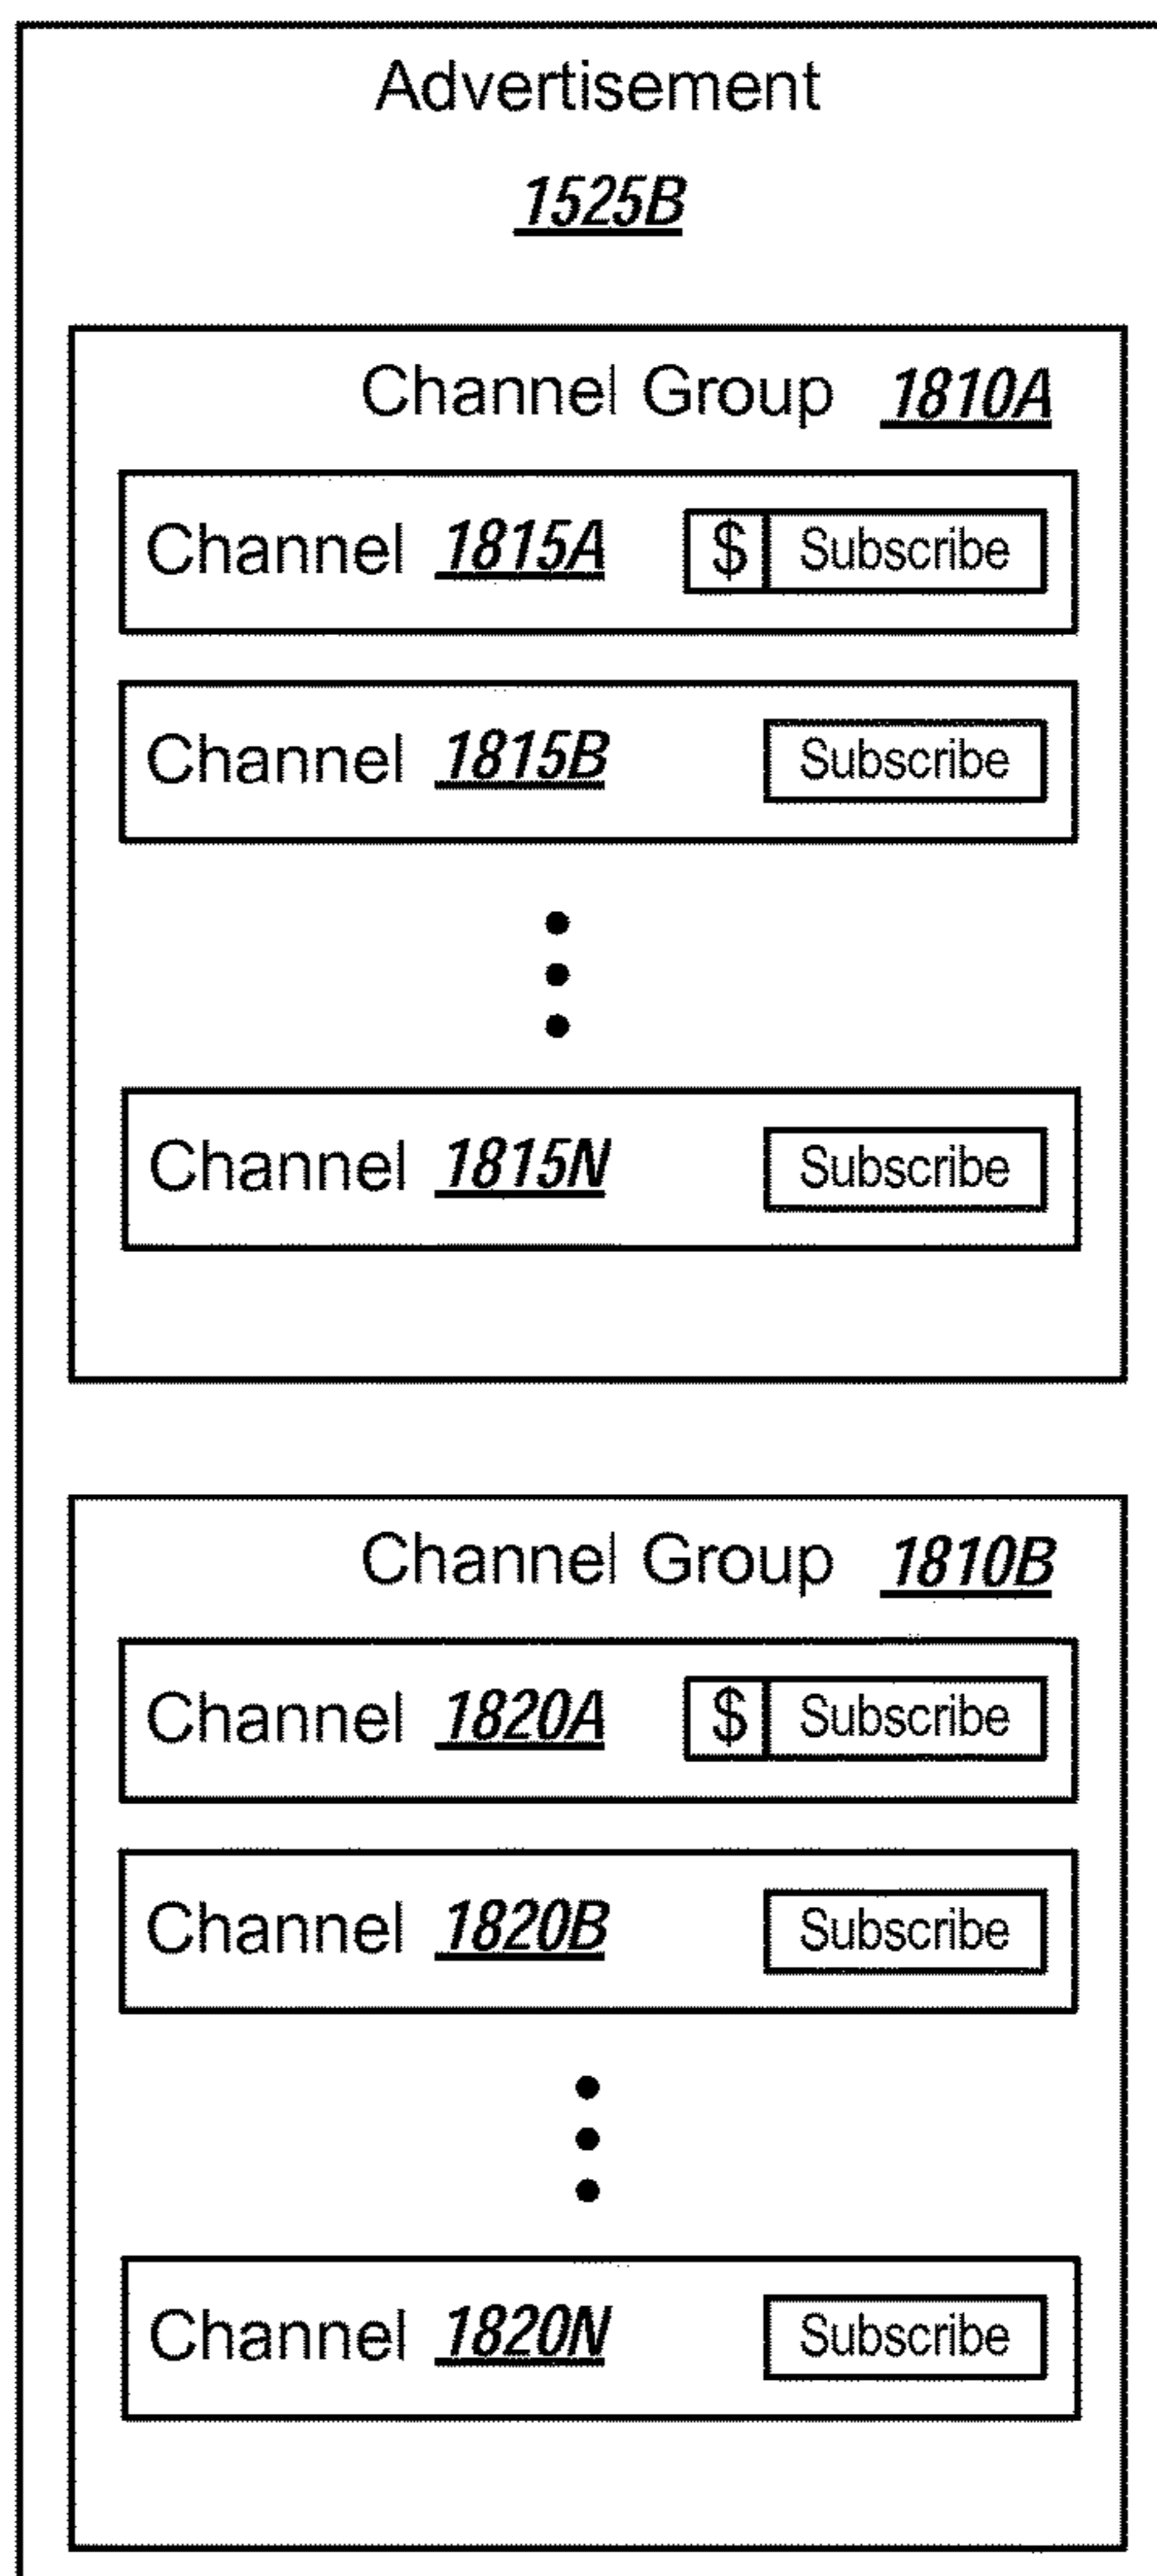 Advertisement
1525B
Channel Group 1810A
Channel 1815A $ Subscribe
Channel 1815B Subscribe
Channel 1815N Subscribe
Channel Group 1810B
Channel 1820A $ Subscribe
Channel 1820B Subscribe
Channel 1820N Subscribe